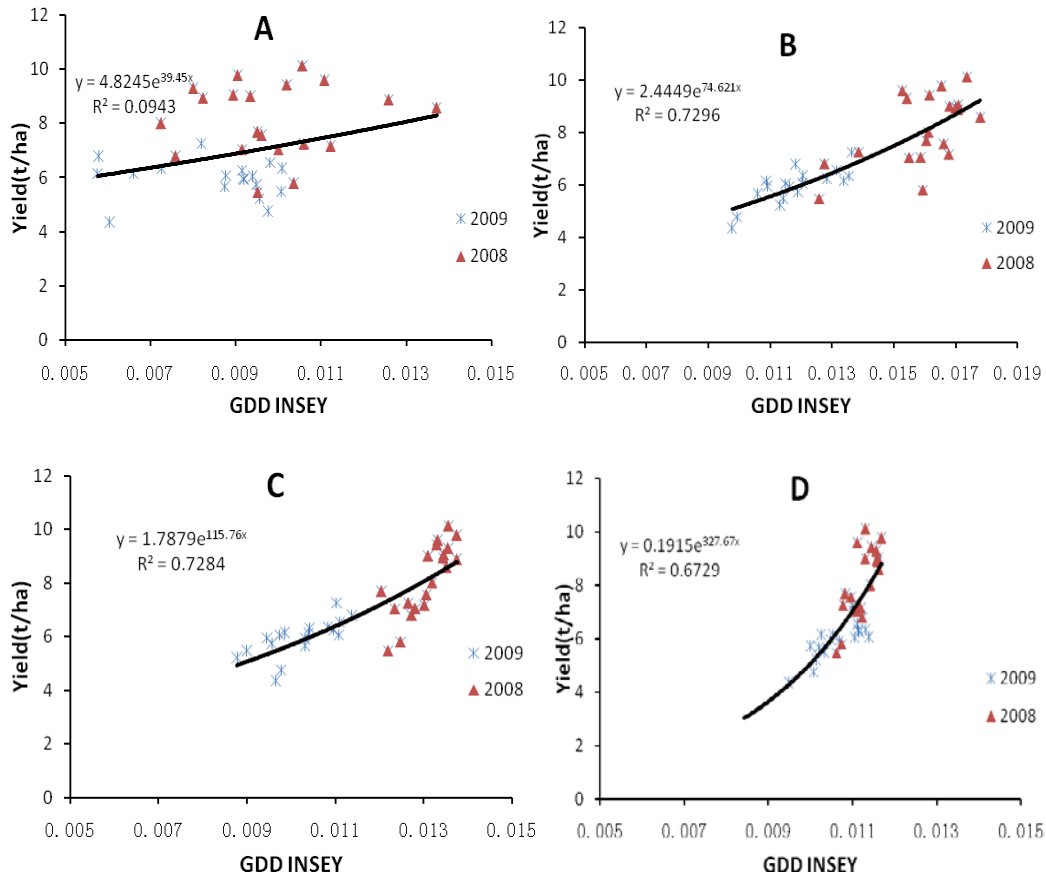 A
12
10
8
6
4
2
0
Yield(t/ha)
y = 4.8245e^39.45x
R² = 0.0943
2009
2008
0.005 0.007 0.009 0.011 0.013 0.015
GDD INSEY
B
12
10
8
6
4
2
0
Yield(t/ha)
y = 2.4449e^74.621x
R² = 0.7296
2009
2008
0.005 0.007 0.009 0.011 0.013 0.015 0.017 0.019
GDD INSEY
C
12
10
8
6
4
2
0
Yield(t/ha)
y = 1.7879e^115.76x
R² = 0.7284
2009
2008
0.005 0.007 0.009 0.011 0.013 0.015
GDD INSEY
D
12
10
8
6
4
2
0
Yield(t/ha)
y = 0.1915e^327.67x
R² = 0.6729
2009
2008
0.005 0.007 0.009 0.011 0.013 0.015
GDD INSEY